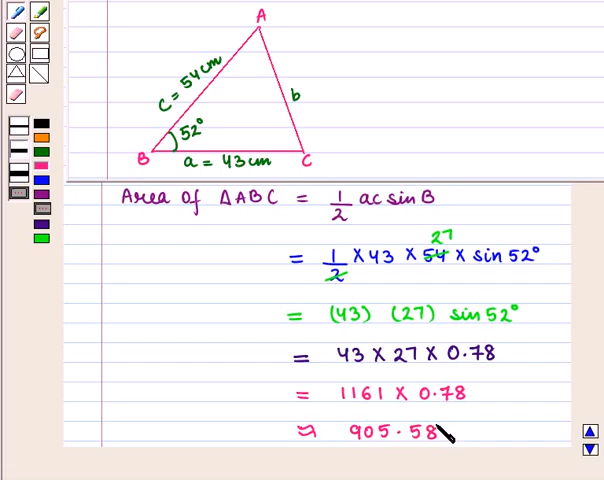 A
C = 54 cm
b
52°
B
a = 43 cm
C
Area of ΔABC = 1/2 ac sin B
27
= 1/2 × 43 × 54 × sin 52°
= (43) (27) sin 52°
= 43 × 27 × 0.78
= 1161 × 0.78
≈ 905.58